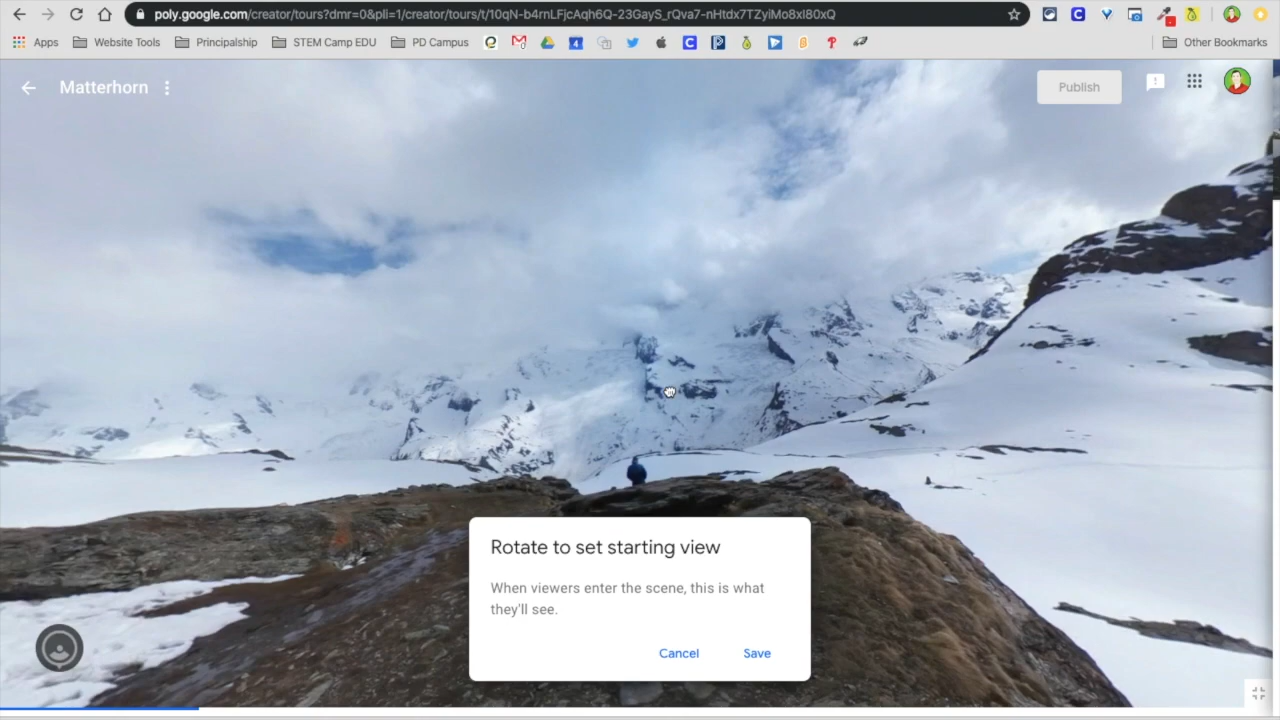 poly.google.com/creator/tours?dmr=0&pli=1/creator/tours/t/10qN-b4rnLFjcAqh6Q-23GayS_rQva7-nHtdx7TZyiMo8xl80xQ
Apps Website Tools Principalship STEM Camp EDU PD Campus Other Bookmarks
Matterhorn
Publish
Rotate to set starting view
When viewers enter the scene, this is what
they'll see.
Cancel Save